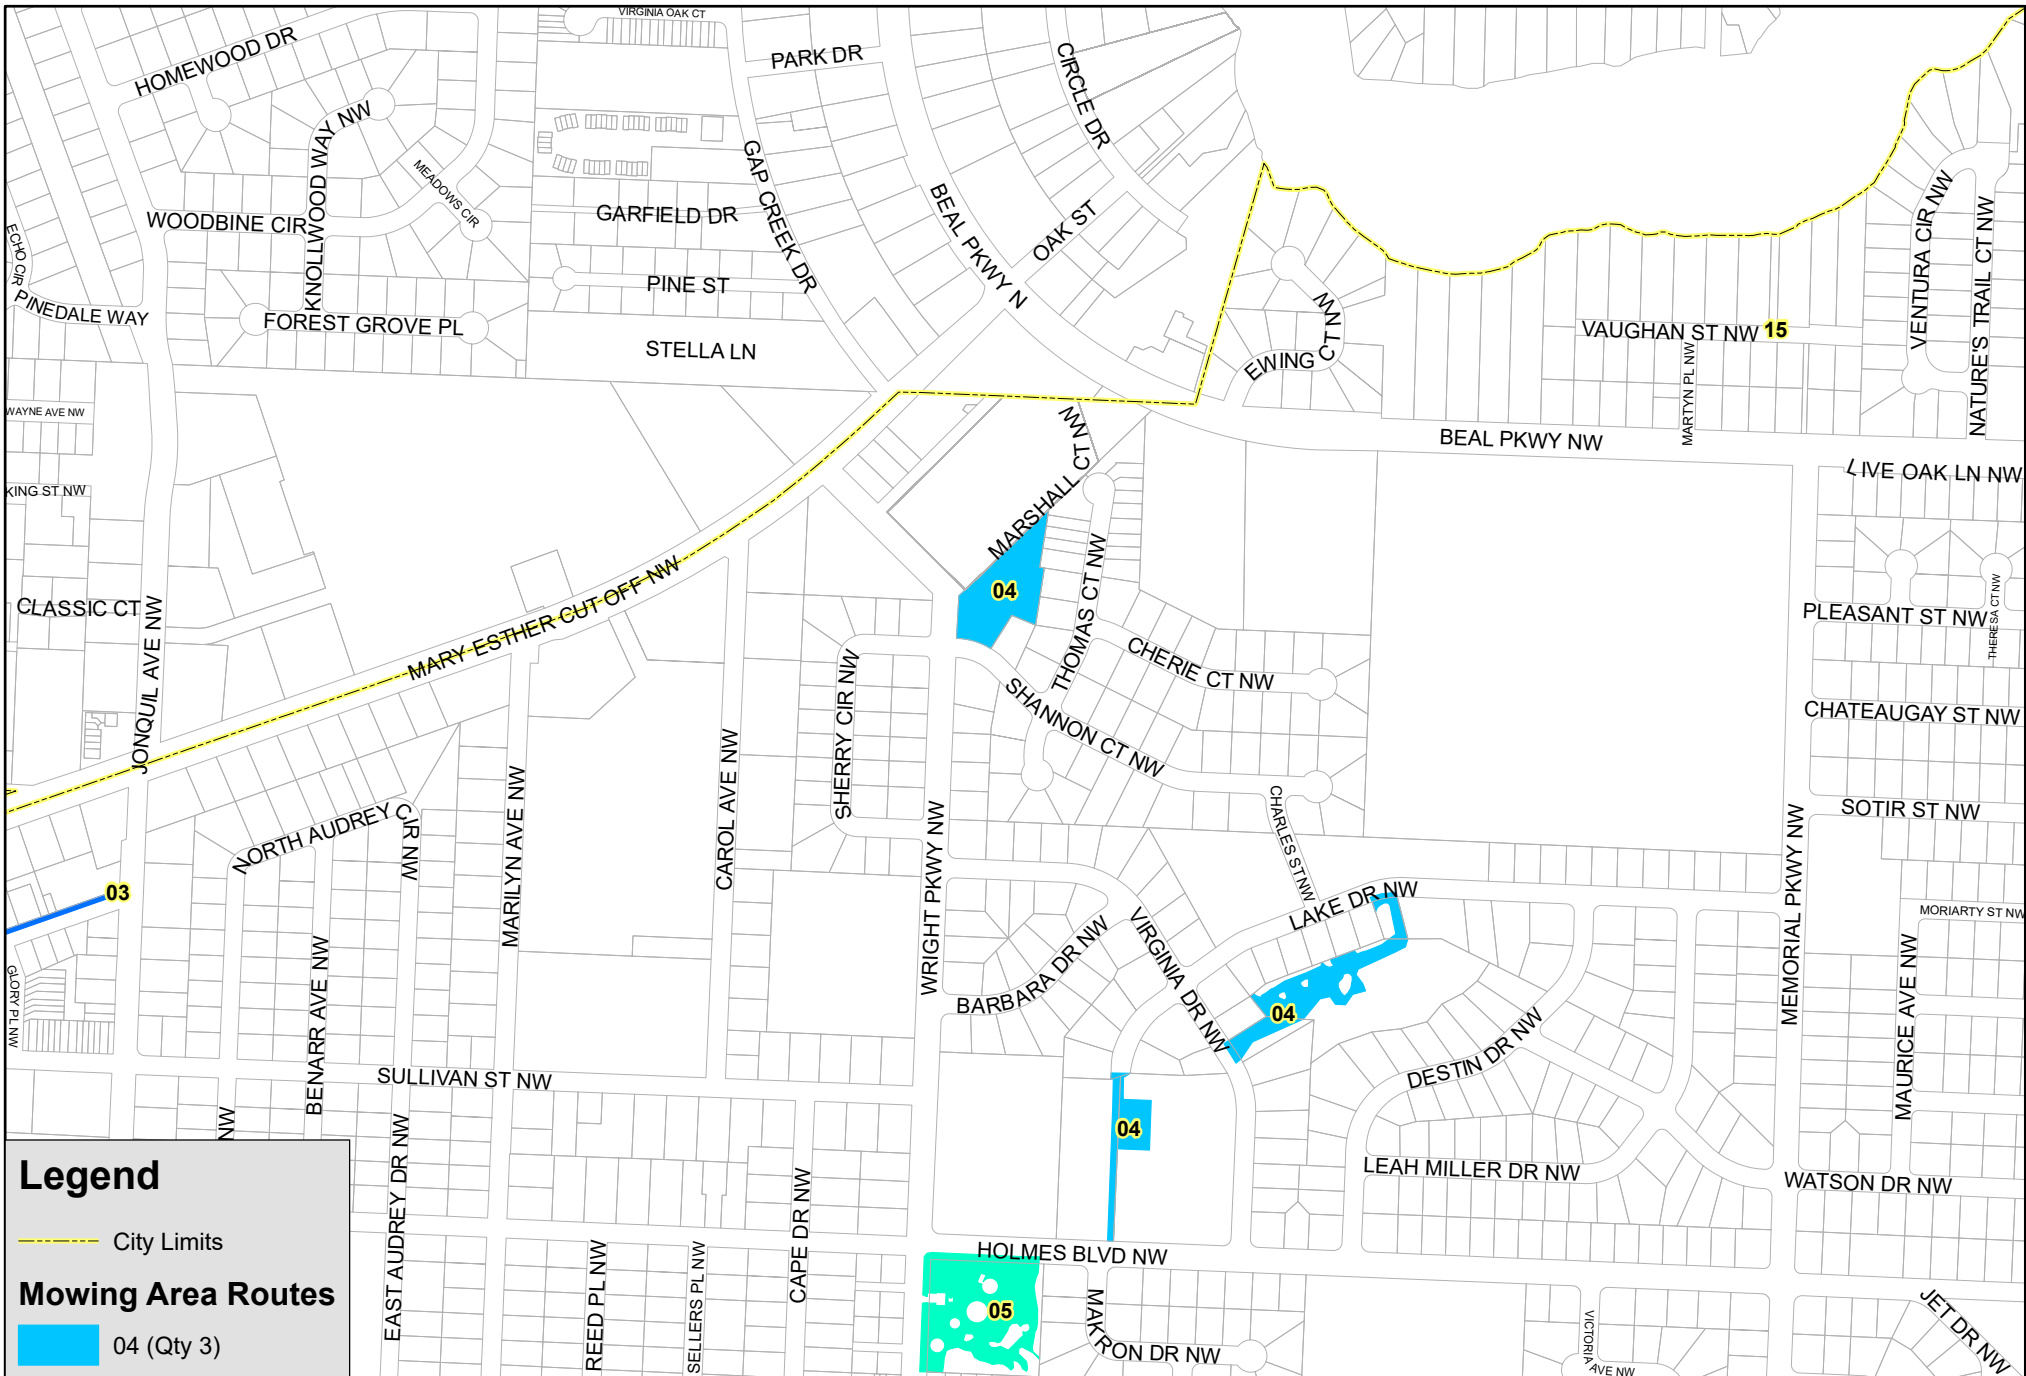 VIRGINIA OAK CT
HOMEWOOD DR
PARK DR
CIRCLE DR
KNOLLWOOD WAY NW
MEADOWS CIR
GAP CREEK DR
WOODBINE CIR
GARFIELD DR
BEAL PKWY N
OAK ST
ECHO CIR
PINEDALE WAY
PINE ST
FOREST GROVE PL
STELLA LN
EWING CT NW
VAUGHAN ST NW
15
MARTYN PL NW
VENTURA CIR NW
NATURE'S TRAIL CT NW
WAYNE AVE NW
BEAL PKWY NW
LIVE OAK LN NW
KING ST NW
MARSHALL CT NW
04
THOMAS CT NW
CLASSIC CT
JONQUIL AVE NW
MARY ESTHER CUT OFF NW
PLEASANT ST NW
THERESA CT NW
CHERIE CT NW
SHERRY CIR NW
SHANNON CT NW
CHATEAUGAY ST NW
CAROL AVE NW
MARILYN AVE NW
NORTH AUDREY CIR NW
CHARLES ST NW
SOTIR ST NW
MEMORIAL PKWY NW
WRIGHT PKWY NW
03
LAKE DR NW
MORIARTY ST NW
BARBARA DR NW
VIRGINIA DR NW
04
GLORY PL NW
BENARR AVE NW
DESTIN DR NW
MAURICE AVE NW
SULLIVAN ST NW
NW
EAST AUDREY DR NW
04
LEAH MILLER DR NW
WATSON DR NW
CAPE DR NW
HOLMES BLVD NW
REED PL NW
SELLERS PL NW
05
MAKRON DR NW
VICTORIA AVE NW
JET DR NW
Legend
City Limits
Mowing Area Routes
04 (Qty 3)